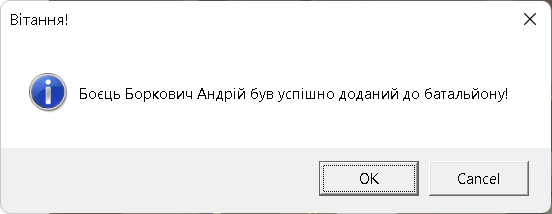 Вітання!
Боєць Боркович Андрій був успішно доданий до батальйону!
OK
Cancel